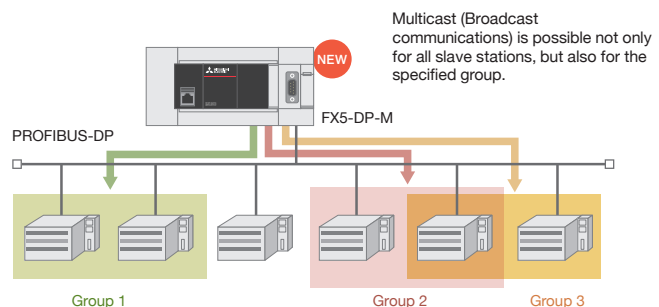 Multicast (Broadcast
communications) is possible not only
for all slave stations, but also for the
specified group.
NEW
FX5-DP-M
PROFIBUS-DP
Group 1
Group 2
Group 3